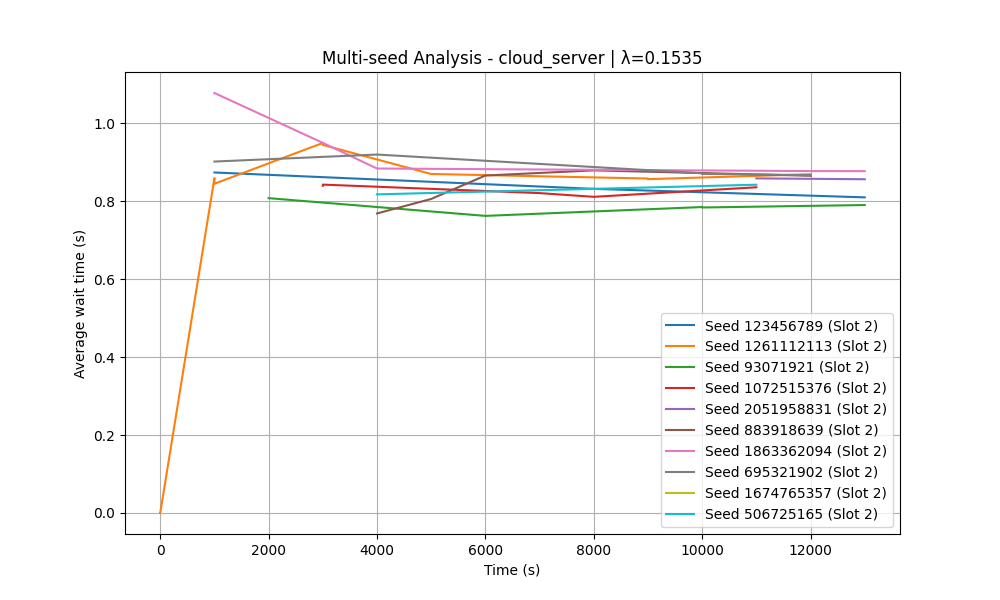 Multi-seed Analysis - cloud_server | λ=0.1535
1.0
0.8
0.6
0.4
0.2
0.0
Average wait time (s)
Seed 123456789 (Slot 2)
Seed 1261112113 (Slot 2)
Seed 93071921 (Slot 2)
Seed 1072515376 (Slot 2)
Seed 2051958831 (Slot 2)
Seed 883918639 (Slot 2)
Seed 1863362094 (Slot 2)
Seed 695321902 (Slot 2)
Seed 1674765357 (Slot 2)
Seed 506725165 (Slot 2)
0 2000 4000 6000 8000 10000 12000
Time (s)